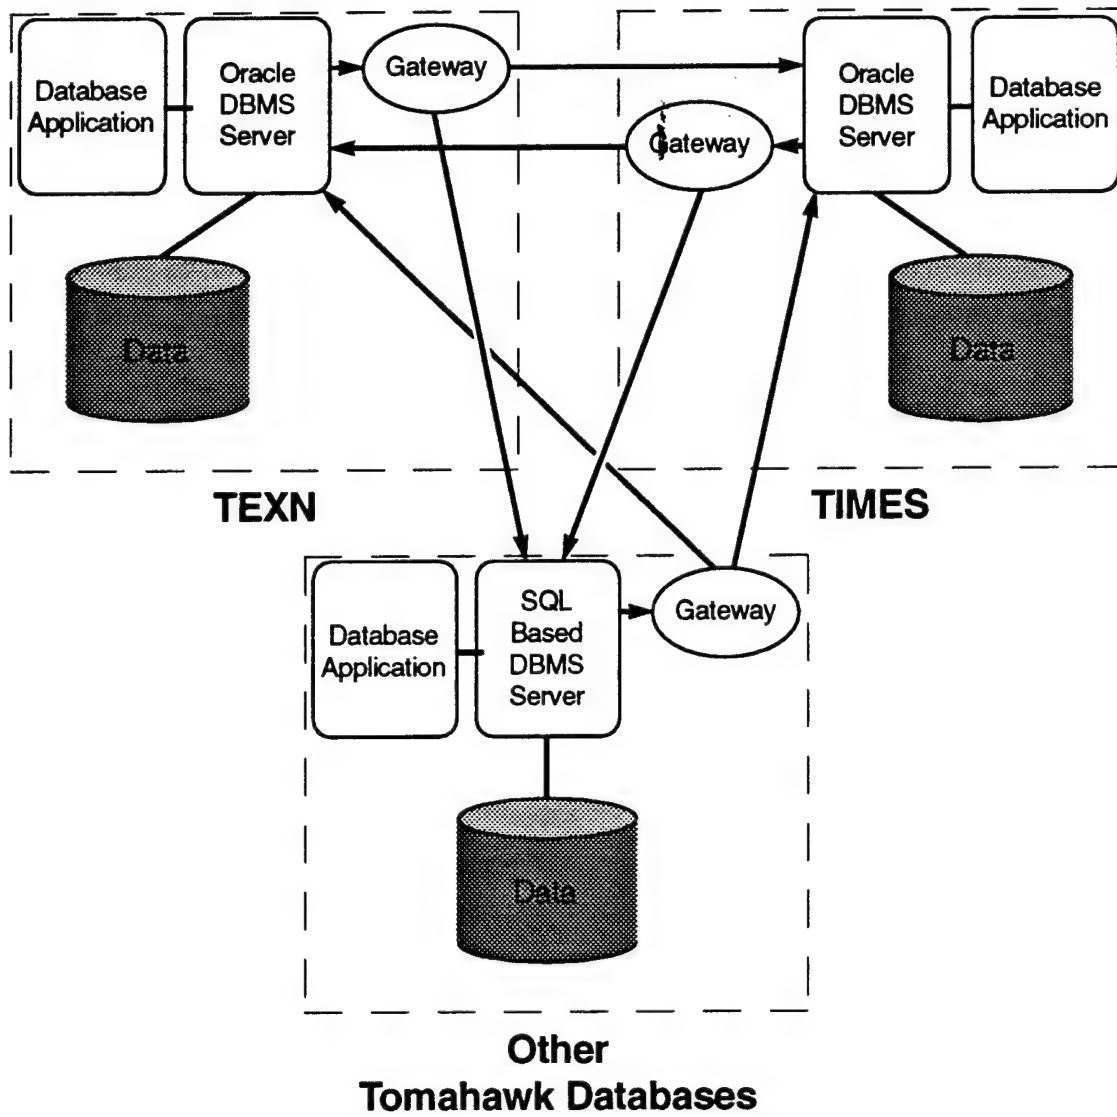 Database
Application
Oracle
DBMS
Server
Gateway
Data
TEXN
Gateway
Oracle
DBMS
Server
Database
Application
Data
TIMES
Database
Application
SQL
Based
DBMS
Server
Gateway
Data
Other
Tomahawk Databases